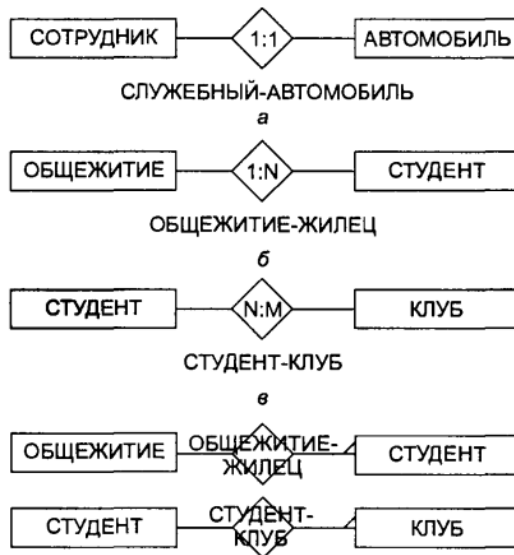 СОТРУДНИК 1:1 АВТОМОБИЛЬ
СЛУЖЕБНЫЙ-АВТОМОБИЛЬ
а
ОБЩЕЖИТИЕ 1:N СТУДЕНТ
ОБЩЕЖИТИЕ-ЖИЛЕЦ
б
СТУДЕНТ N:M КЛУБ
СТУДЕНТ-КЛУБ
в
ОБЩЕЖИТИЕ ОБЩЕЖИТИЕ-ЖИЛЕЦ СТУДЕНТ
СТУДЕНТ СТУДЕНТ-КЛУБ КЛУБ